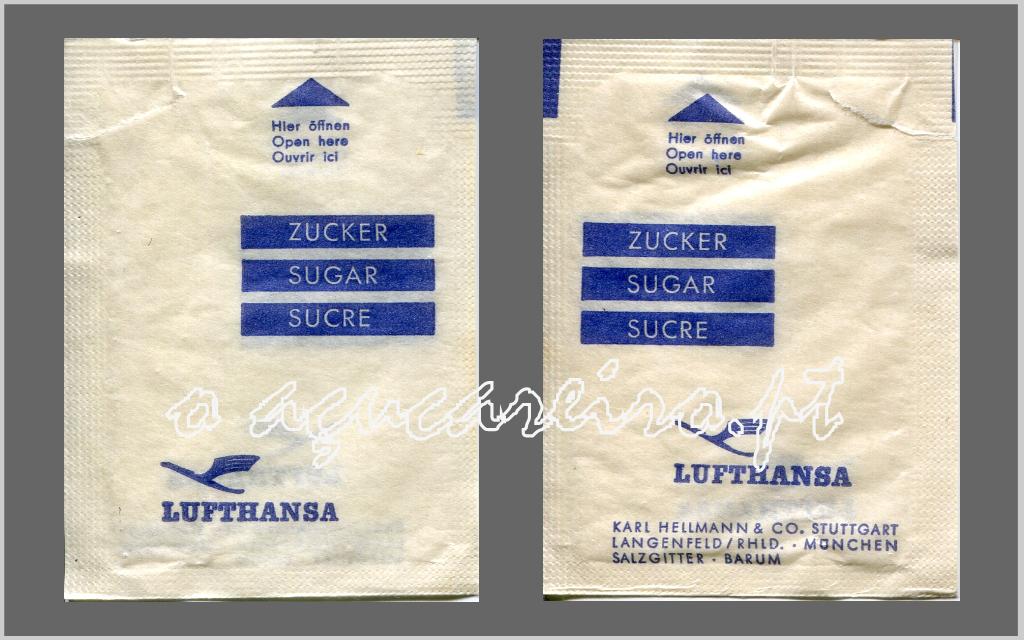 Hier öffnen
Open here
Ouvrir ici
ZUCKER
SUGAR
SUCRE
LUFTHANSA
Hier öffnen
Open here
Ouvrir ici
ZUCKER
SUGAR
SUCRE
o açucareiro.pt
LUFTHANSA
KARL HELLMANN & CO. STUTTGART
LANGENFELD/RHLD. · MÜNCHEN
SALZGITTER · BARUM